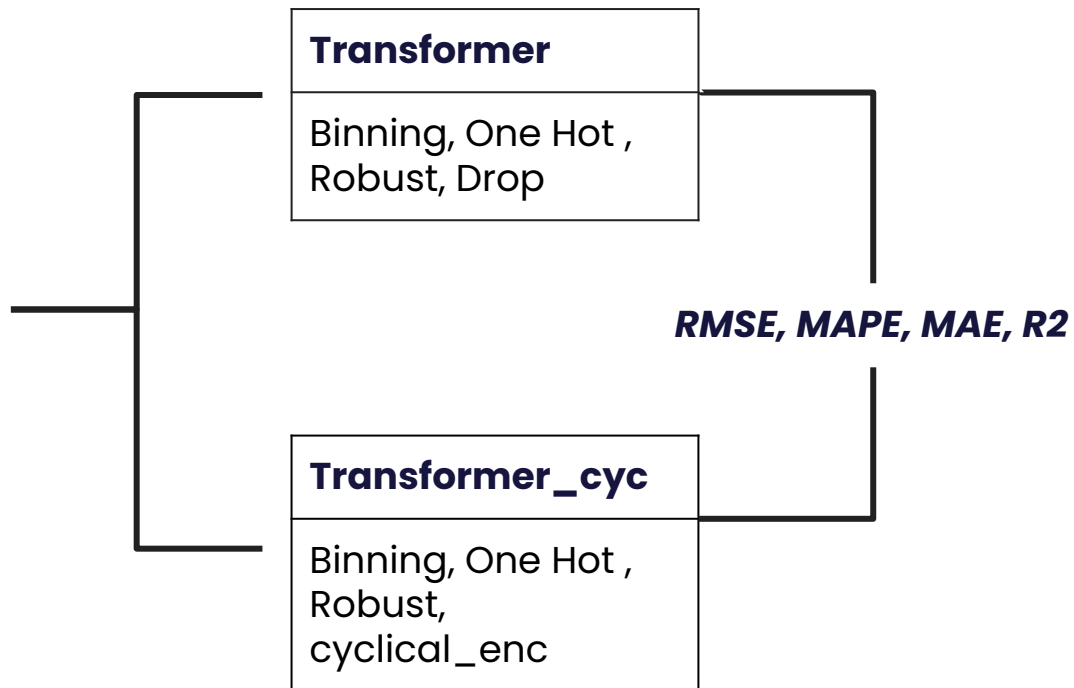 Transformer
Binning, One Hot ,
Robust, Drop
RMSE, MAPE, MAE, R2
Transformer_cyc
Binning, One Hot ,
Robust,
cyclical_enc